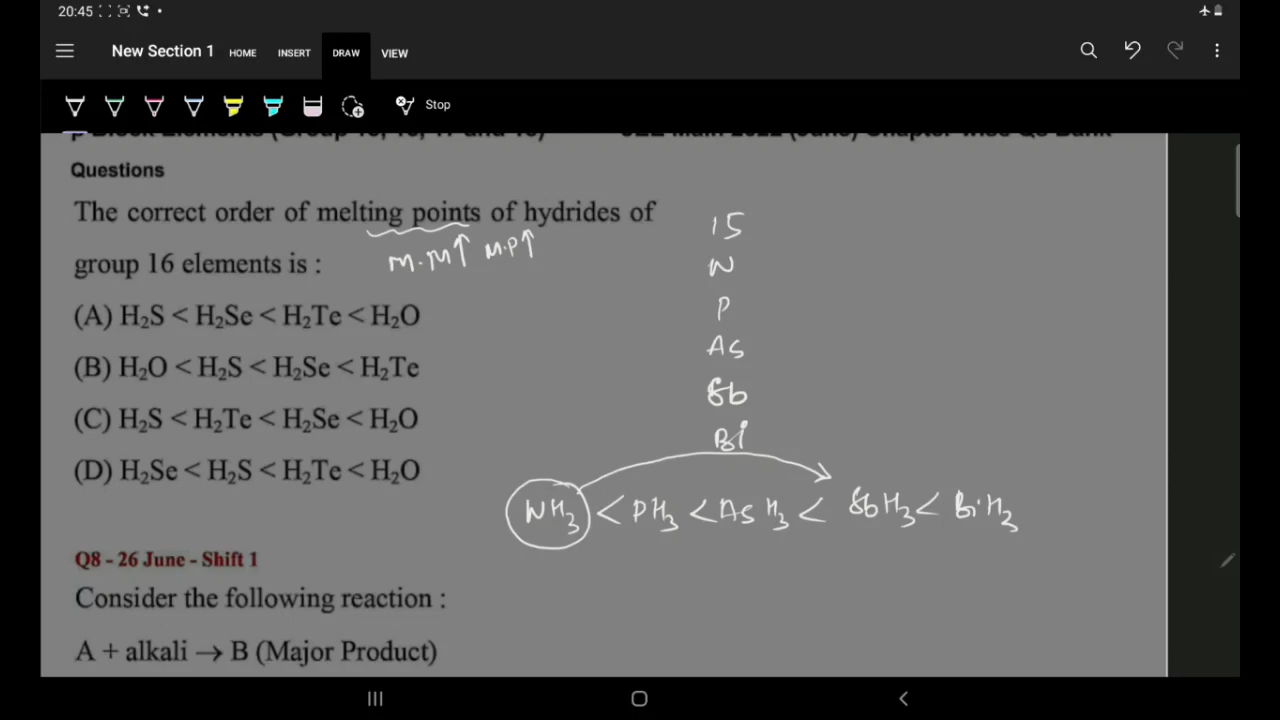 20:45
New Section 1 HOME INSERT DRAW VIEW
Stop
Questions
The correct order of melting points of hydrides of
group 16 elements is :
M.M↑ M.P↑
(A) H₂S < H₂Se < H₂Te < H₂O
(B) H₂O < H₂S < H₂Se < H₂Te
(C) H₂S < H₂Te < H₂Se < H₂O
(D) H₂Se < H₂S < H₂Te < H₂O
15
N
P
As
Sb
Bi
NH₃ < PH₃ < AsH₃ < SbH₃ < BiH₃
Q8 - 26 June - Shift 1
Consider the following reaction :
A + alkali → B (Major Product)